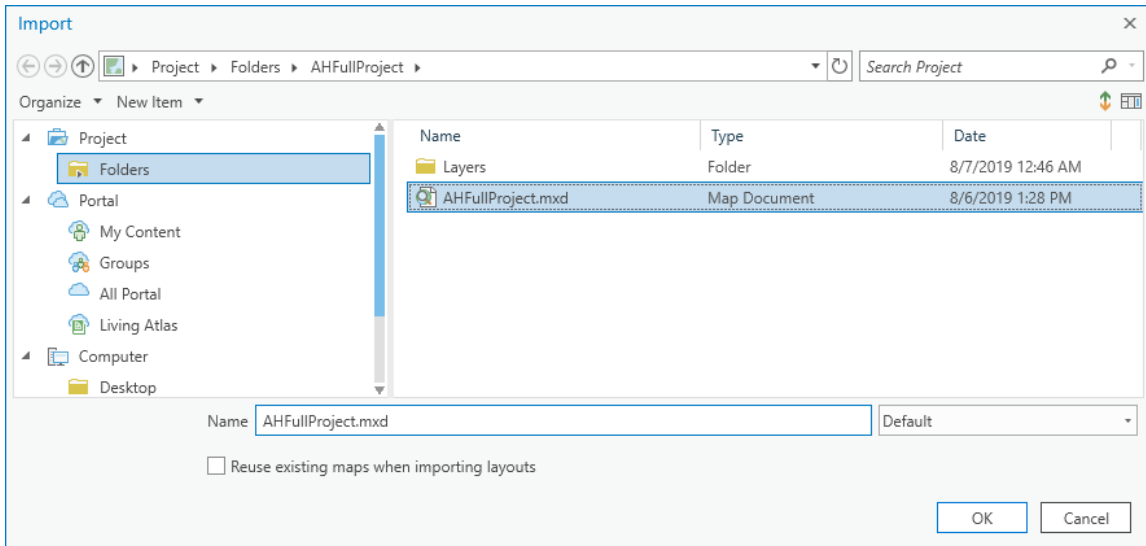 Import
Project Folders AHFullProject
Search Project
Organize New Item
Project
Folders
Portal
My Content
Groups
All Portal
Living Atlas
Computer
Desktop
Name Type Date
Layers Folder 8/7/2019 12:46 AM
AHFullProject.mxd Map Document 8/6/2019 1:28 PM
Name AHFullProject.mxd Default
Reuse existing maps when importing layouts
OK Cancel